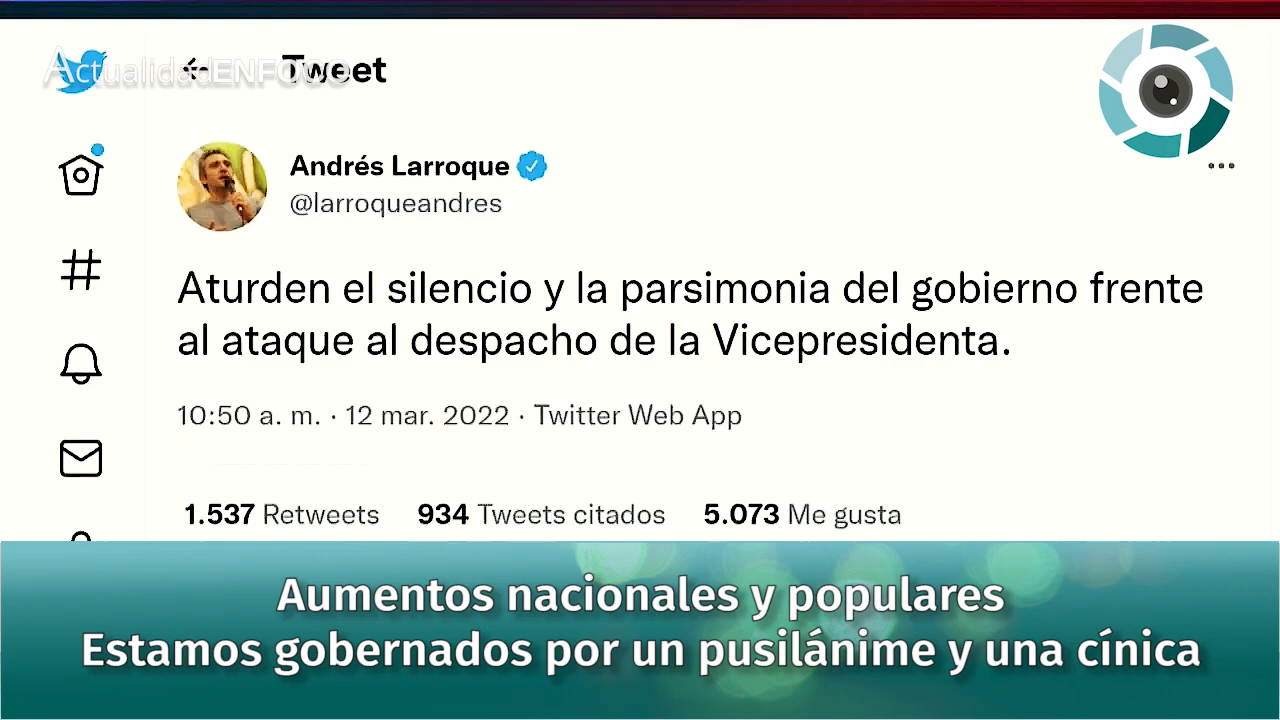 ActualidadENFOCO
Tweet
Andrés Larroque
@larroqueandres
Aturden el silencio y la parsimonia del gobierno frente
al ataque al despacho de la Vicepresidenta.
10:50 a. m. · 12 mar. 2022 · Twitter Web App
1.537 Retweets 934 Tweets citados 5.073 Me gusta
Aumentos nacionales y populares
Estamos gobernados por un pusilánime y una cínica